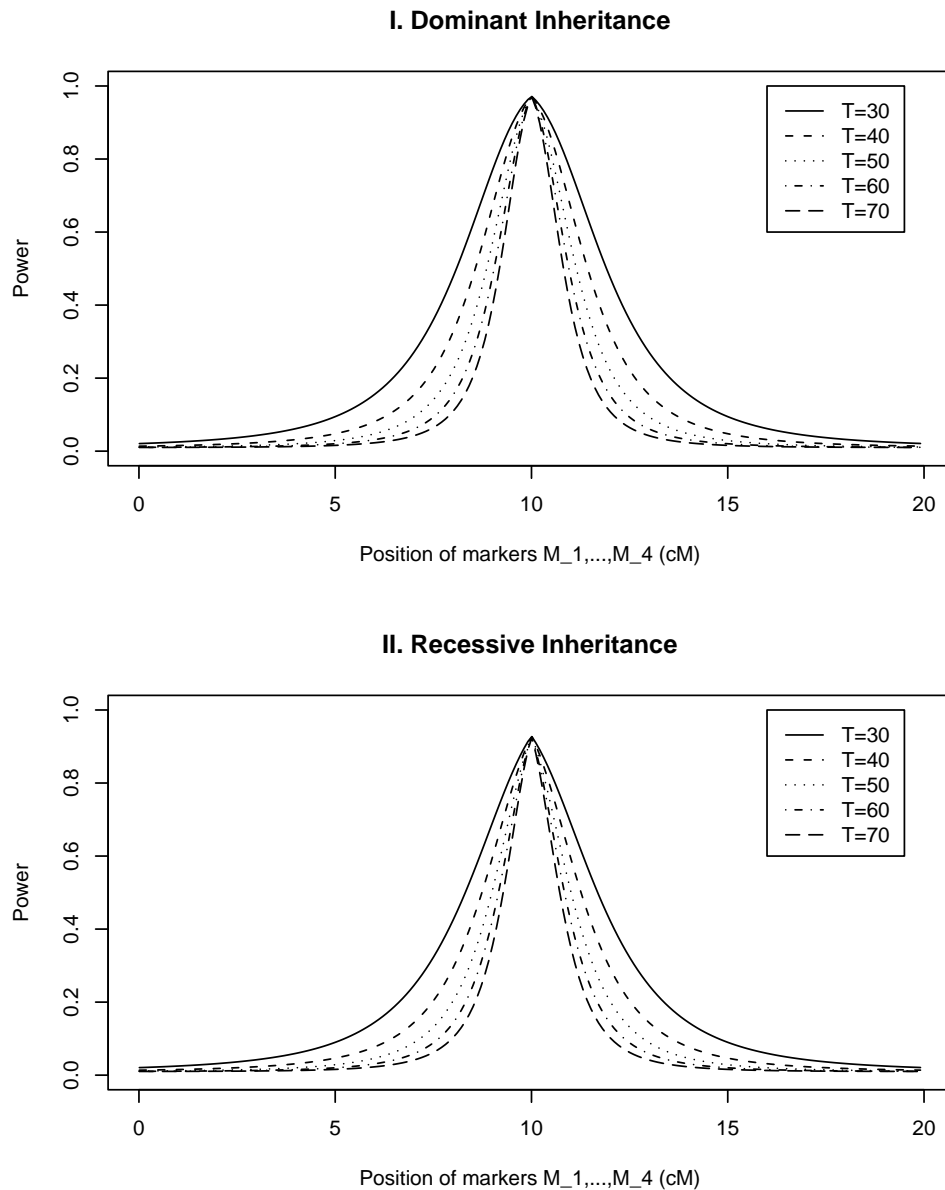 I. Dominant Inheritance
1.0
0.8
0.6
0.4
0.2
0.0
Power
T=30
T=40
T=50
T=60
T=70
0 5 10 15 20
Position of markers M_1,...,M_4 (cM)
II. Recessive Inheritance
1.0
0.8
0.6
0.4
0.2
0.0
Power
T=30
T=40
T=50
T=60
T=70
0 5 10 15 20
Position of markers M_1,...,M_4 (cM)